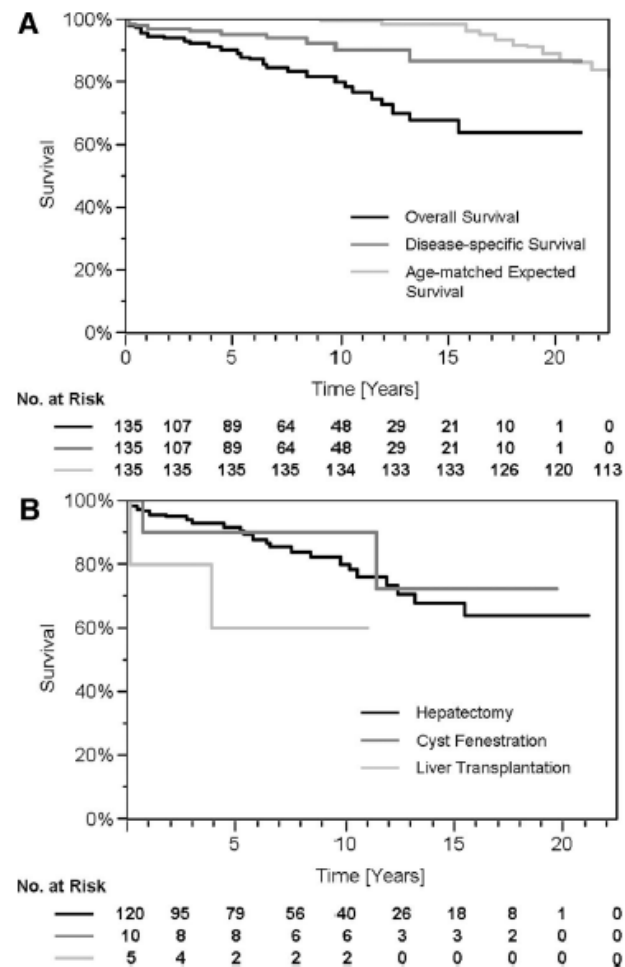 A
100%
80%
60%
40%
20%
0%
Survival
Overall Survival
Disease-specific Survival
Age-matched Expected
Survival
0 5 10 15 20
Time [Years]
No. at Risk
135 107 89 64 48 29 21 10 1 0
135 107 89 64 48 29 21 10 1 0
135 135 135 135 134 133 133 126 120 113
B
100%
80%
60%
40%
20%
0%
Survival
Hepatectomy
Cyst Fenestration
Liver Transplantation
5 10 15 20
Time [Years]
No. at Risk
120 95 79 56 40 26 18 8 1 0
10 8 8 6 6 3 3 2 0 0
5 4 2 2 2 0 0 0 0 0